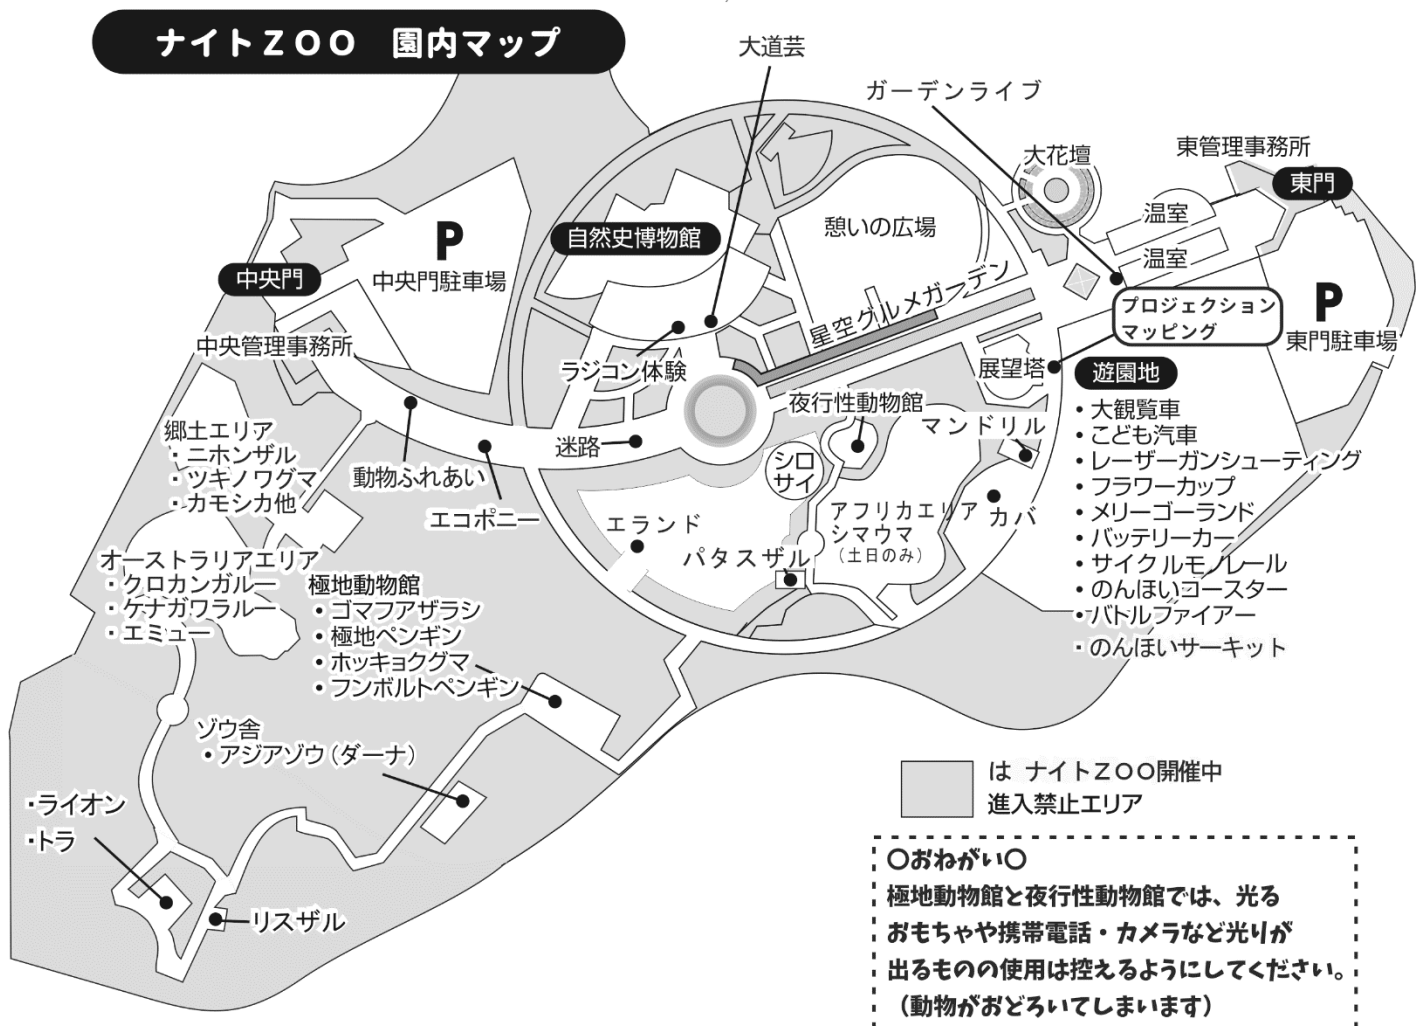 ナイトZOO 園内マップ
大道芸
ガーデンライブ
大花壇
東管理事務所
東門
温室
温室
憩いの広場
自然史博物館
P
中央門駐車場
中央門
星空グルメガーデン
プロジェクション
マッピング
P
東門駐車場
中央管理事務所
ラジコン体験
展望塔
遊園地
・大観覧車
・こども汽車
・レーザーガンシューティング
・フラワーカップ
・メリーゴーランド
・バッテリーカー
・サイクルモノレール
・のんほいコースター
・バトルファイアー
・のんほいサーキット
夜行性動物館
マンドリル
迷路
シロ
サイ
郷土エリア
・ニホンザル
・ツキノワグマ
・カモシカ他
動物ふれあい
エコポニー
エランド
アフリカエリア
シマウマ
(土日のみ)
カバ
パタスザル
オーストラリアエリア
・クロカンガルー
・ケナガワラルー
・エミュー
極地動物館
・ゴマフアザラシ
・極地ペンギン
・ホッキョクグマ
・フンボルトペンギン
ゾウ舎
・アジアゾウ(ダーナ)
・ライオン
・トラ
リスザル
は ナイトZOO開催中
進入禁止エリア
○おねがい○
極地動物館と夜行性動物館では、光る
おもちゃや携帯電話・カメラなど光りが
出るものの使用は控えるようにしてください。
(動物がおどろいてしまいます)